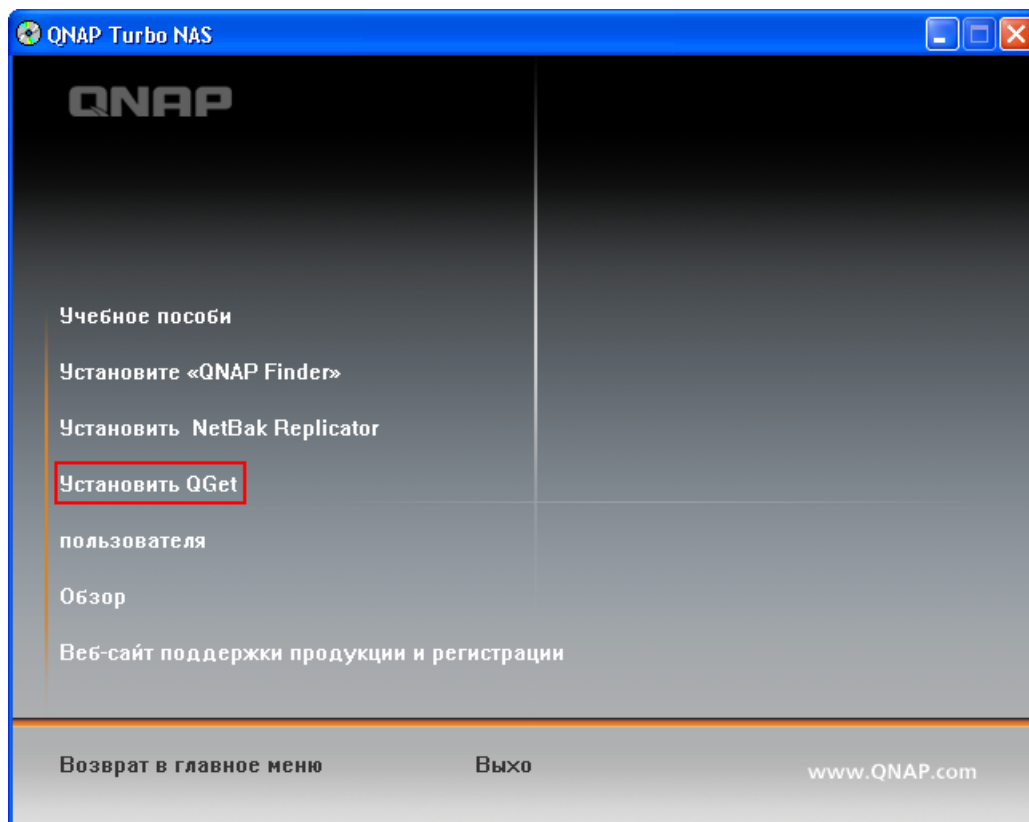 QNAP Turbo NAS
QNAP
Учебное пособи
Установите «QNAP Finder»
Установить NetBak Replicator
Установить QGet
пользователя
Обзор
Веб-сайт поддержки продукции и регистрации
Возврат в главное меню
Выхо
www.QNAP.com